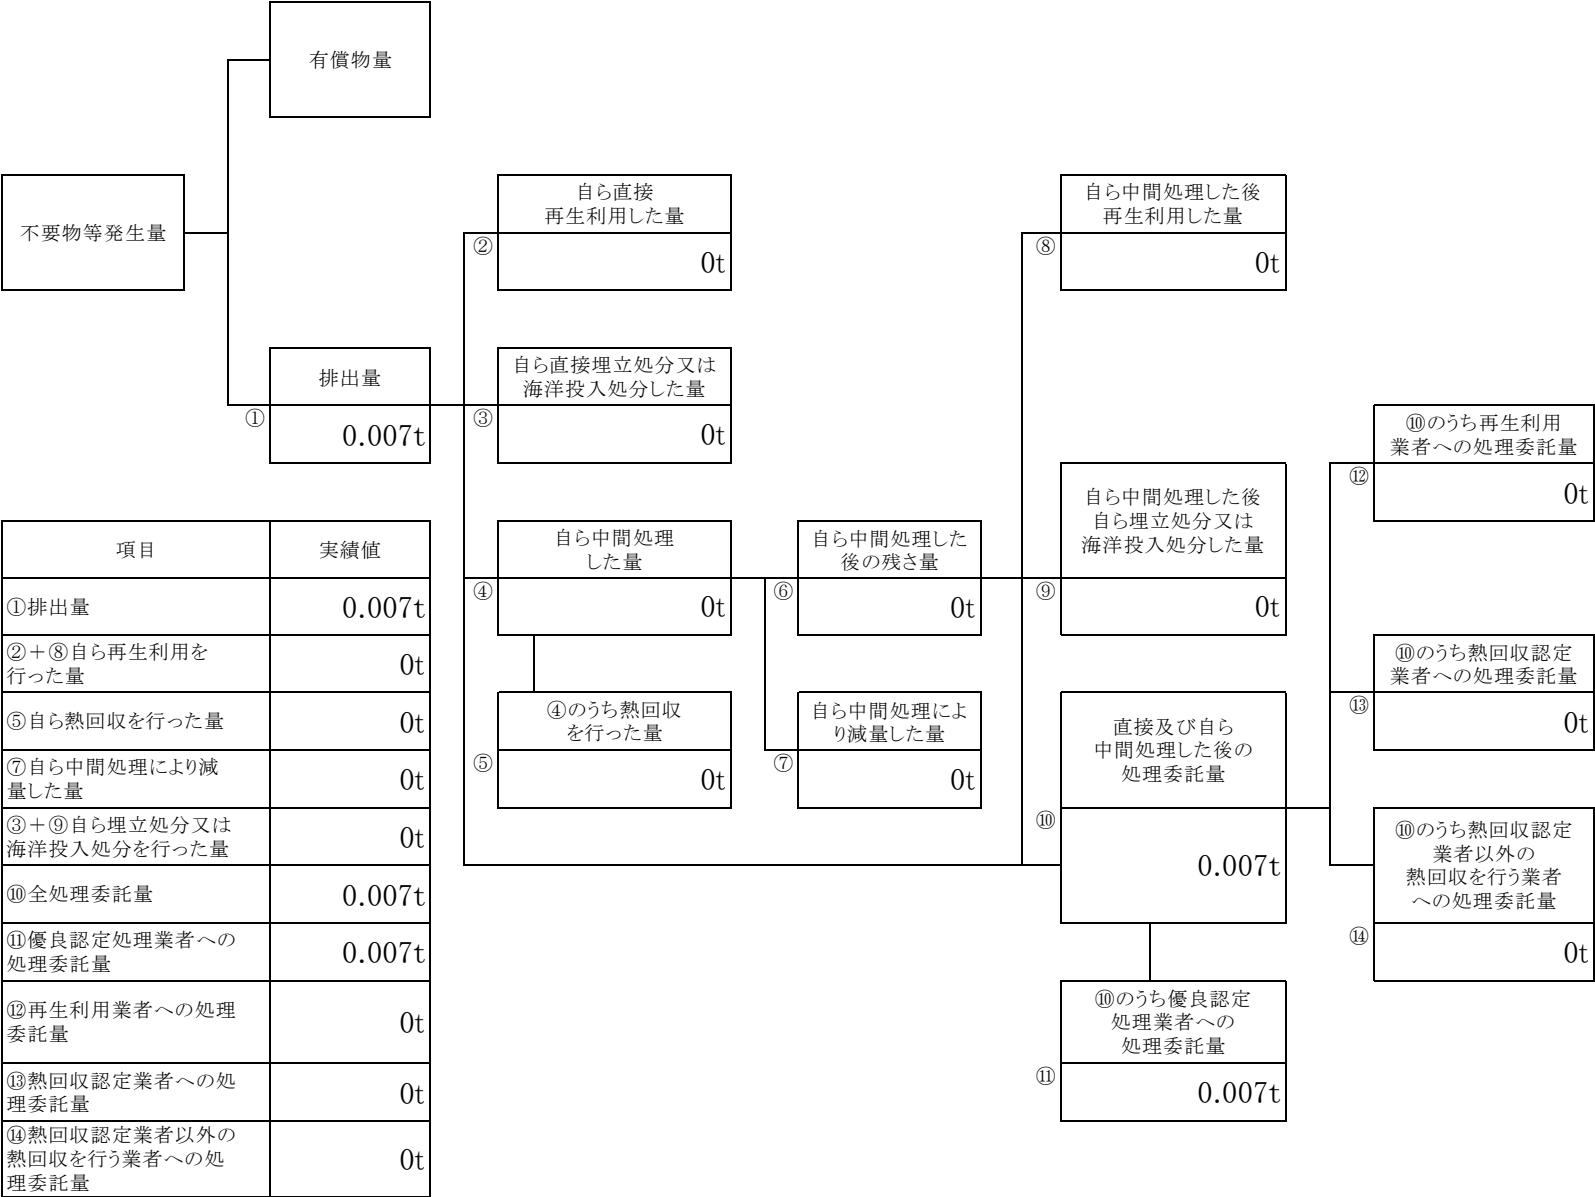 有償物量
不要物等発生量
自ら直接
再生利用した量
②
0t
自ら中間処理した後
再生利用した量
⑧
0t
排出量
①
0.007t
自ら直接埋立処分又は
海洋投入処分した量
③
0t
⑩のうち再生利用
業者への処理委託量
⑫
0t
自ら中間処理
した量
④
0t
自ら中間処理した
後の残さ量
⑥
0t
自ら中間処理した後
自ら埋立処分又は
海洋投入処分した量
⑨
0t
⑩のうち熱回収認定
業者への処理委託量
⑬
0t
④のうち熱回収
を行った量
⑤
0t
自ら中間処理によ
り減量した量
⑦
0t
直接及び自ら
中間処理した後の
処理委託量
⑩
0.007t
⑩のうち熱回収認定
業者以外の
熱回収を行う業者
への処理委託量
⑭
0t
⑩のうち優良認定
処理業者への
処理委託量
⑪
0.007t
項目
実績値
①排出量
0.007t
②＋⑧自ら再生利用を
行った量
0t
⑤自ら熱回収を行った量
0t
⑦自ら中間処理により減
量した量
0t
③＋⑨自ら埋立処分又は
海洋投入処分を行った量
0t
⑩全処理委託量
0.007t
⑪優良認定処理業者への
処理委託量
0.007t
⑫再生利用業者への処理
委託量
0t
⑬熱回収認定業者への処
理委託量
0t
⑭熱回収認定業者以外の
熱回収を行う業者への処
理委託量
0t